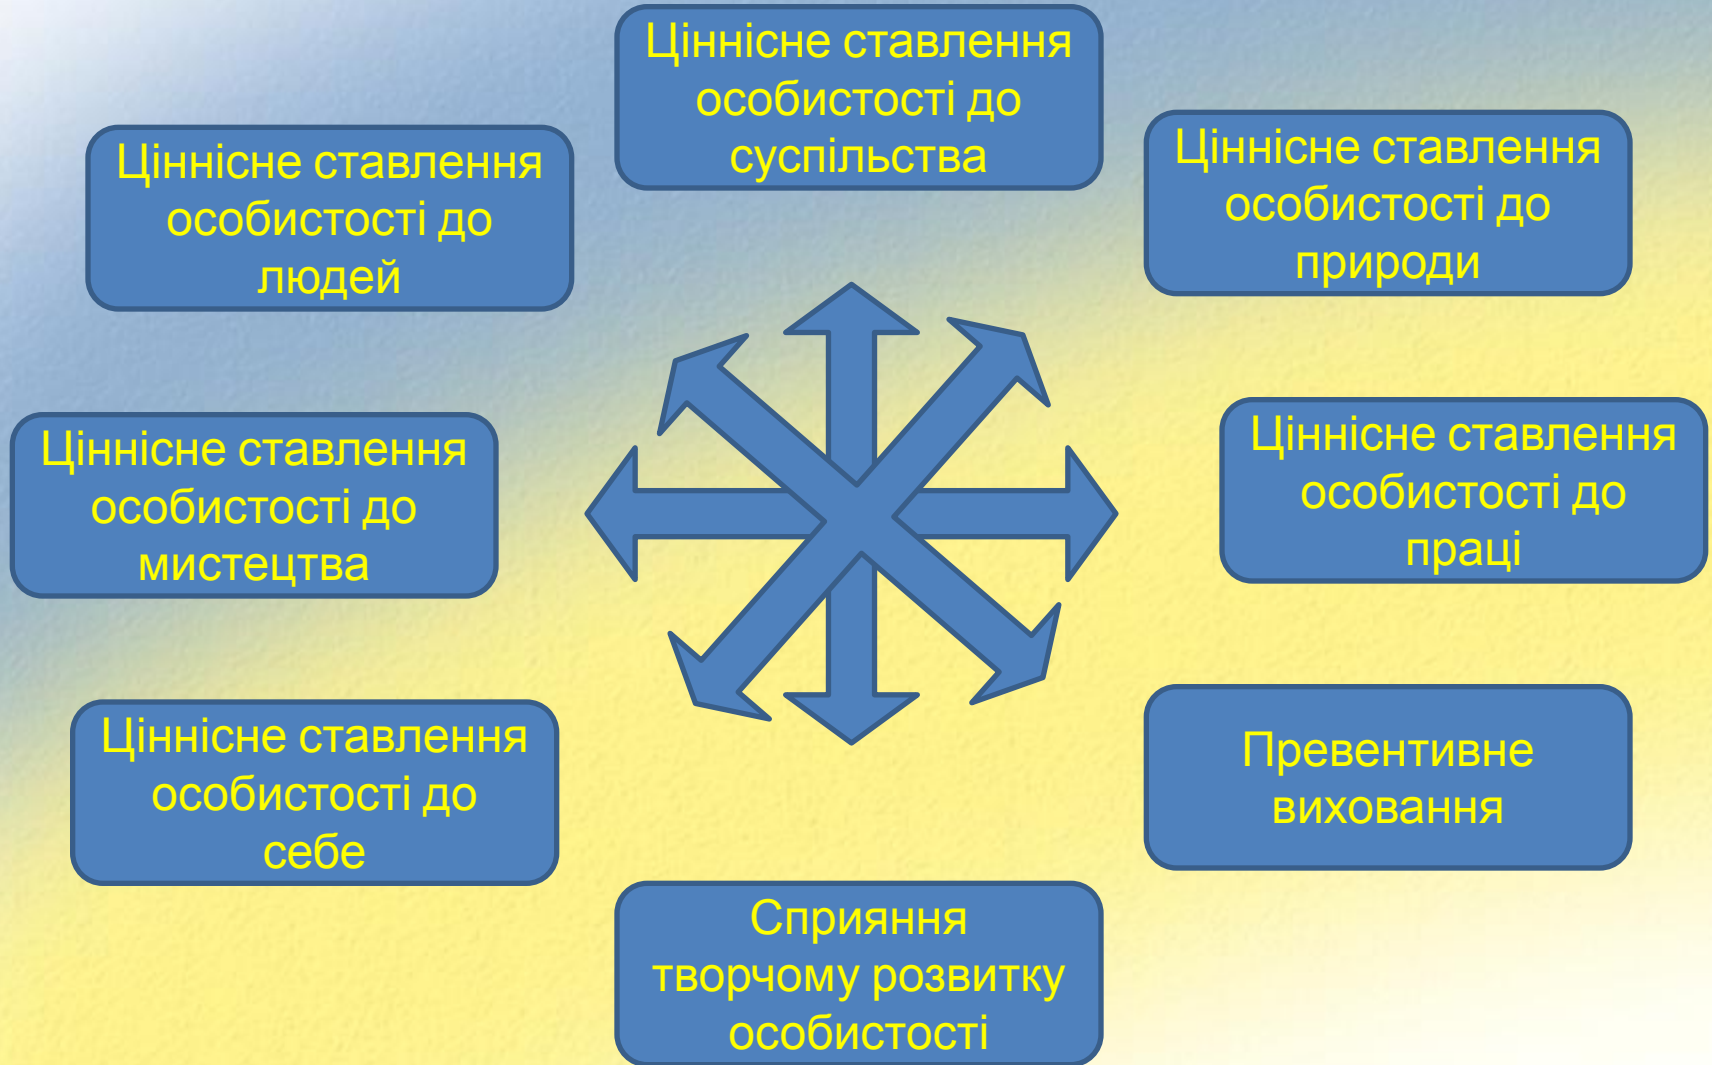 Ціннісне ставлення
особистості до
суспільства
Ціннісне ставлення
особистості до
людей
Ціннісне ставлення
особистості до
природи
Ціннісне ставлення
особистості до
мистецтва
Ціннісне ставлення
особистості до
праці
Ціннісне ставлення
особистості до
себе
Превентивне
виховання
Сприяння
творчому розвитку
особистості